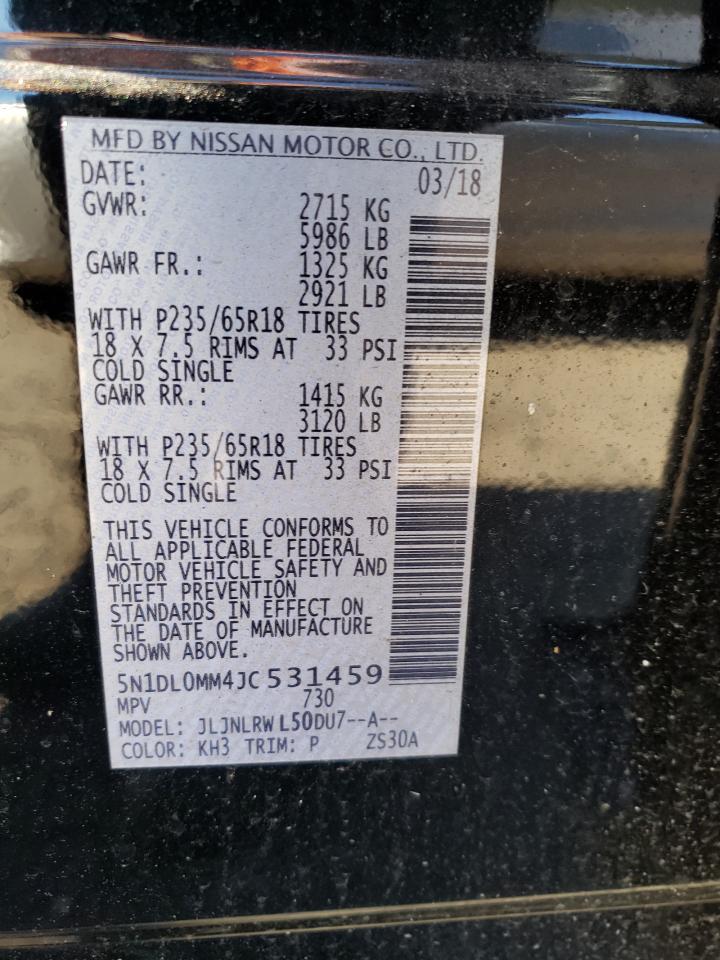 MFD BY NISSAN MOTOR CO., LTD.
DATE: 03/18
GVWR: 2715 KG
5986 LB
GAWR FR.: 1325 KG
2921 LB
WITH P235/65R18 TIRES
18 X 7.5 RIMS AT 33 PSI
COLD SINGLE
GAWR RR.: 1415 KG
3120 LB
WITH P235/65R18 TIRES
18 X 7.5 RIMS AT 33 PSI
COLD SINGLE
THIS VEHICLE CONFORMS TO
ALL APPLICABLE FEDERAL
MOTOR VEHICLE SAFETY AND
THEFT PREVENTION
STANDARDS IN EFFECT ON
THE DATE OF MANUFACTURE
SHOWN ABOVE.
5N1DL0MM4JC531459
MPV 730
MODEL: JLJNLRWL50DU7--A--
COLOR: KH3 TRIM: P ZS30A